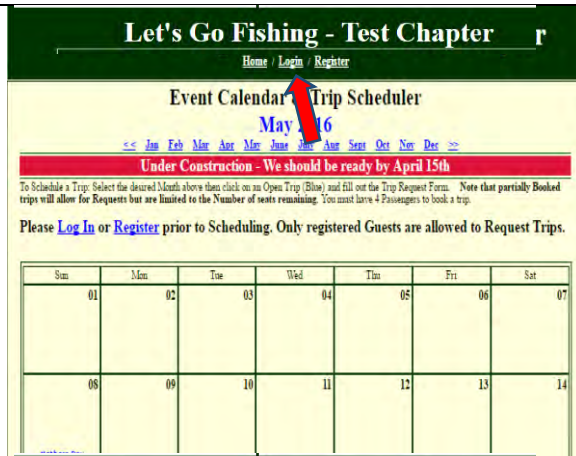 Let's Go Fishing - Test Chapter r
Home / Login / Register
Event Calendar Trip Scheduler
May 16
<< Jan Feb Mar Apr May June Aug Sept Oct Nov Dec >>
Under Construction - We should be ready by April 15th
To Schedule a Trip: Select the desired Month above then click on an Open Trip (Blue) and fill out the Trip Request Form. Note that partially Booked
trips will allow for Requests but are limited to the Number of seats remaining. You must have 4 Passengers to book a trip.
Please Log In or Register prior to Scheduling. Only registered Guests are allowed to Request Trips.
Sun Mon Tue Wed Thu Fri Sat
01 02 03 04 05 06 07
08 09 10 11 12 13 14